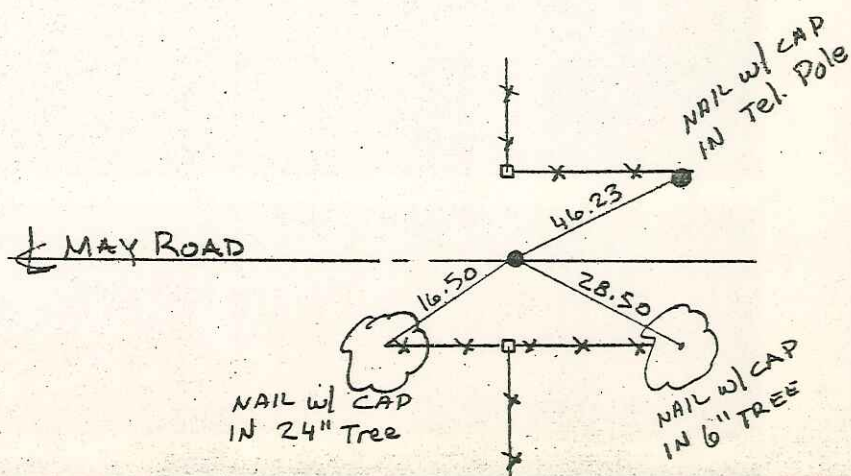 NAIL w/ CAP
IN Tel. Pole
46.23
℄ MAY ROAD
16.50
28.50
NAIL w/ CAP
IN 24" Tree
NAIL w/ CAP
IN 6" TREE